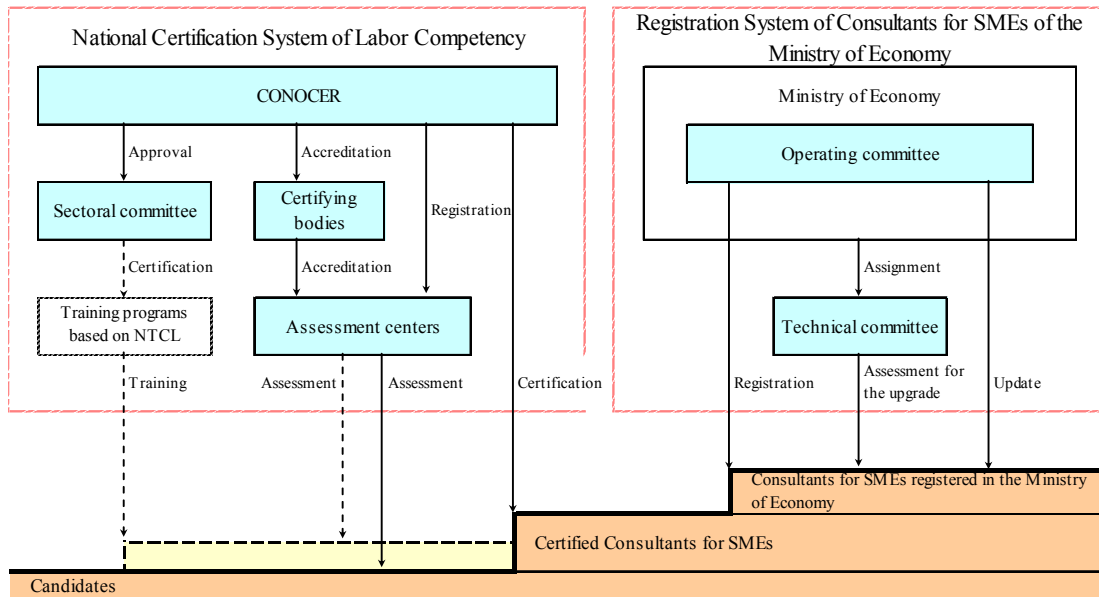 National Certification System of Labor Competency
Registration System of Consultants for SMEs of the
Ministry of Economy
CONOCER
Ministry of Economy
Operating committee
Approval
Accreditation
Sectoral committee
Certifying
bodies
Registration
Certification
Accreditation
Assignment
Training programs
based on NTCL
Assessment centers
Technical committee
Training
Assessment
Assessment
Certification
Registration
Assessment for
the upgrade
Update
Consultants for SMEs registered in the Ministry
of Economy
Certified Consultants for SMEs
Candidates